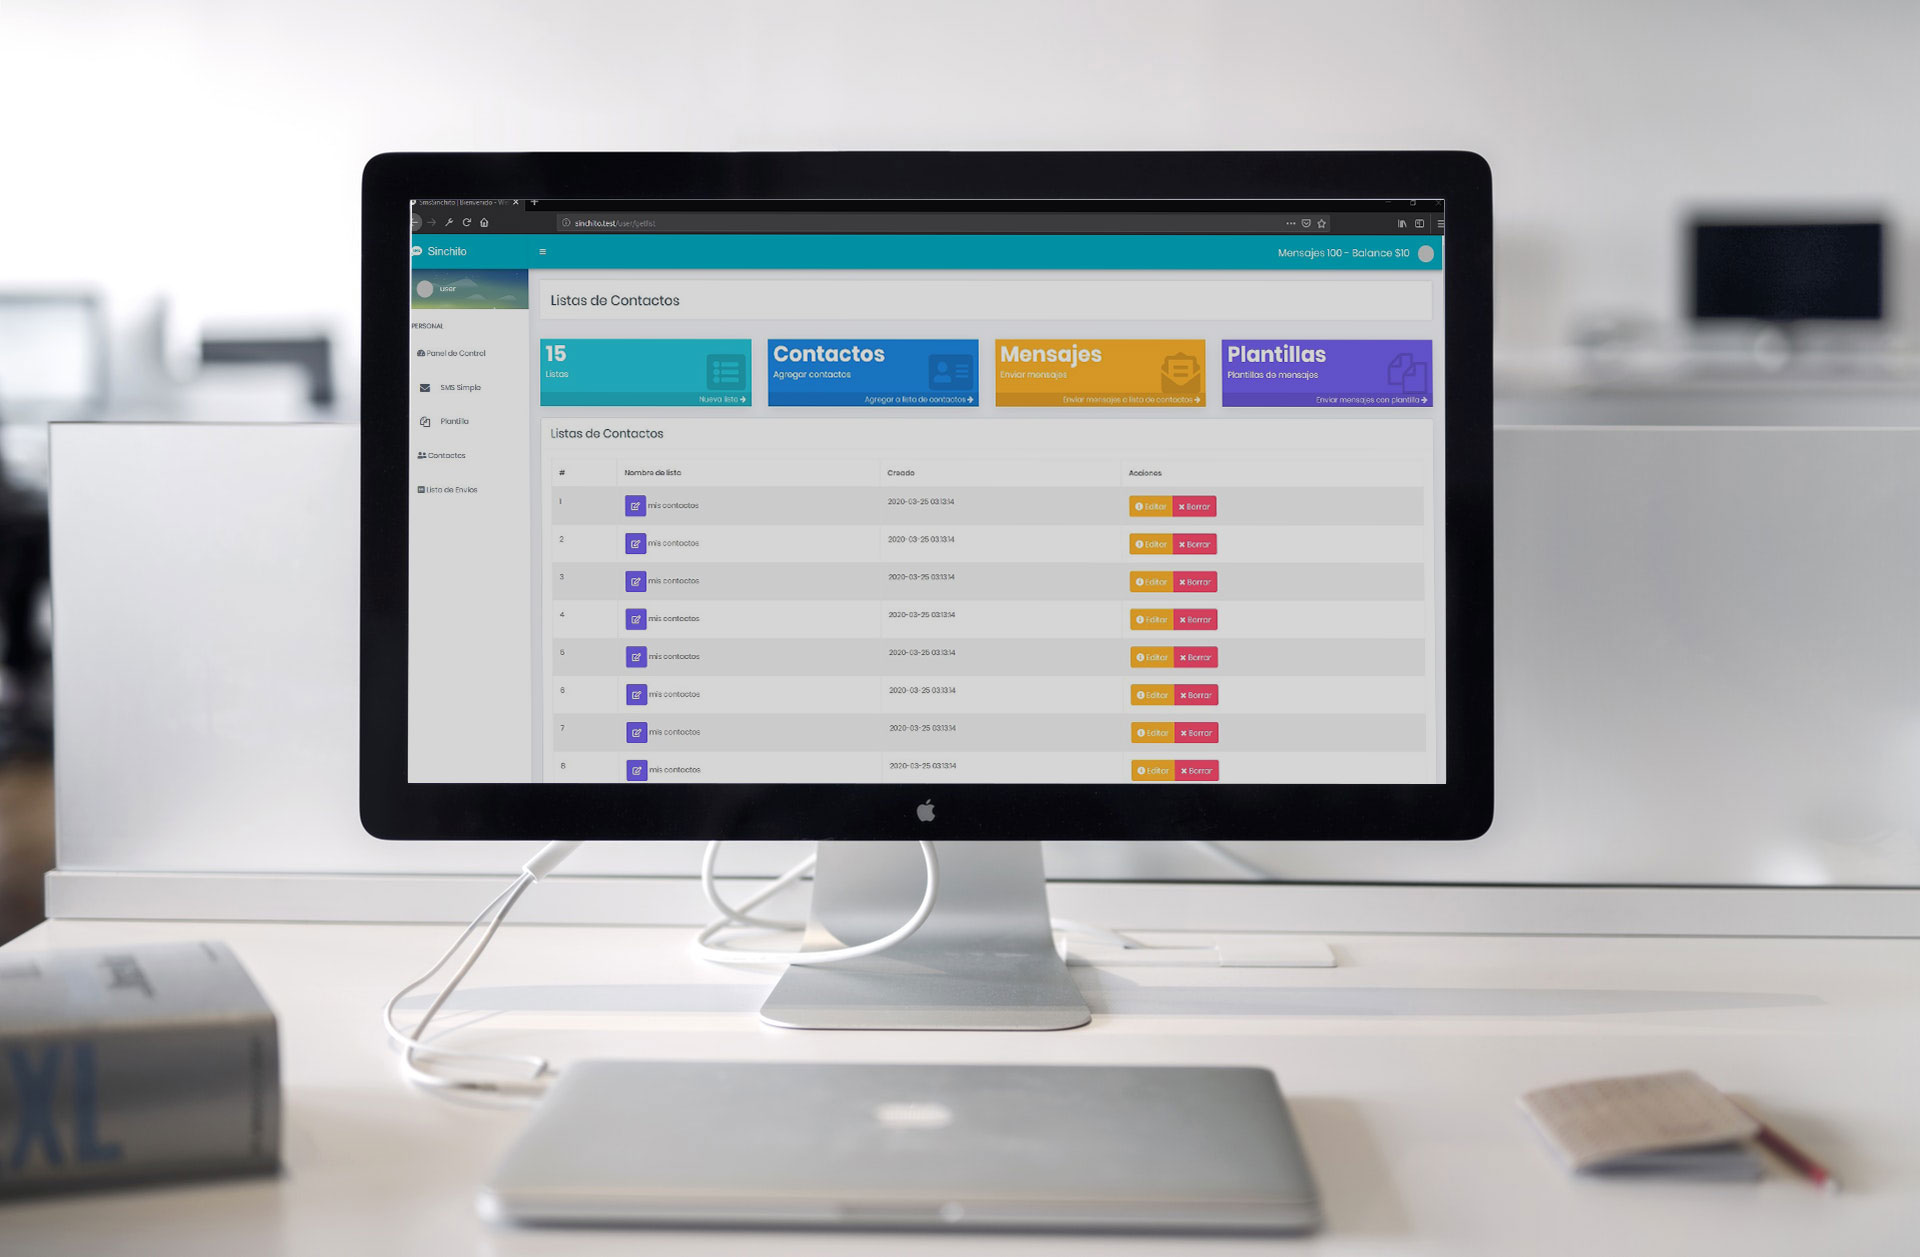 SmsSinchito | Bienvenido - W
sinchito.test/user/getlist
Sinchito
Mensajes 100 - Balance $10
user
PERSONAL
Panel de Control
SMS Simple
Plantilla
Contactos
Lista de Envios
Listas de Contactos
15
Listas
Nueva lista
Contactos
Agregar contactos
Agregar a lista de contactos
Mensajes
Enviar mensajes
Enviar mensajes a lista de contactos
Plantillas
Plantillas de mensajes
Enviar mensajes con plantilla
Listas de Contactos
# Nombre de lista Creado Acciones
1 mis contactos 2020-03-25 03:13:14 Editar Borrar
2 mis contactos 2020-03-25 03:13:14 Editar Borrar
3 mis contactos 2020-03-25 03:13:14 Editar Borrar
4 mis contactos 2020-03-25 03:13:14 Editar Borrar
5 mis contactos 2020-03-25 03:13:14 Editar Borrar
6 mis contactos 2020-03-25 03:13:14 Editar Borrar
7 mis contactos 2020-03-25 03:13:14 Editar Borrar
8 mis contactos 2020-03-25 03:13:14 Editar Borrar
XL